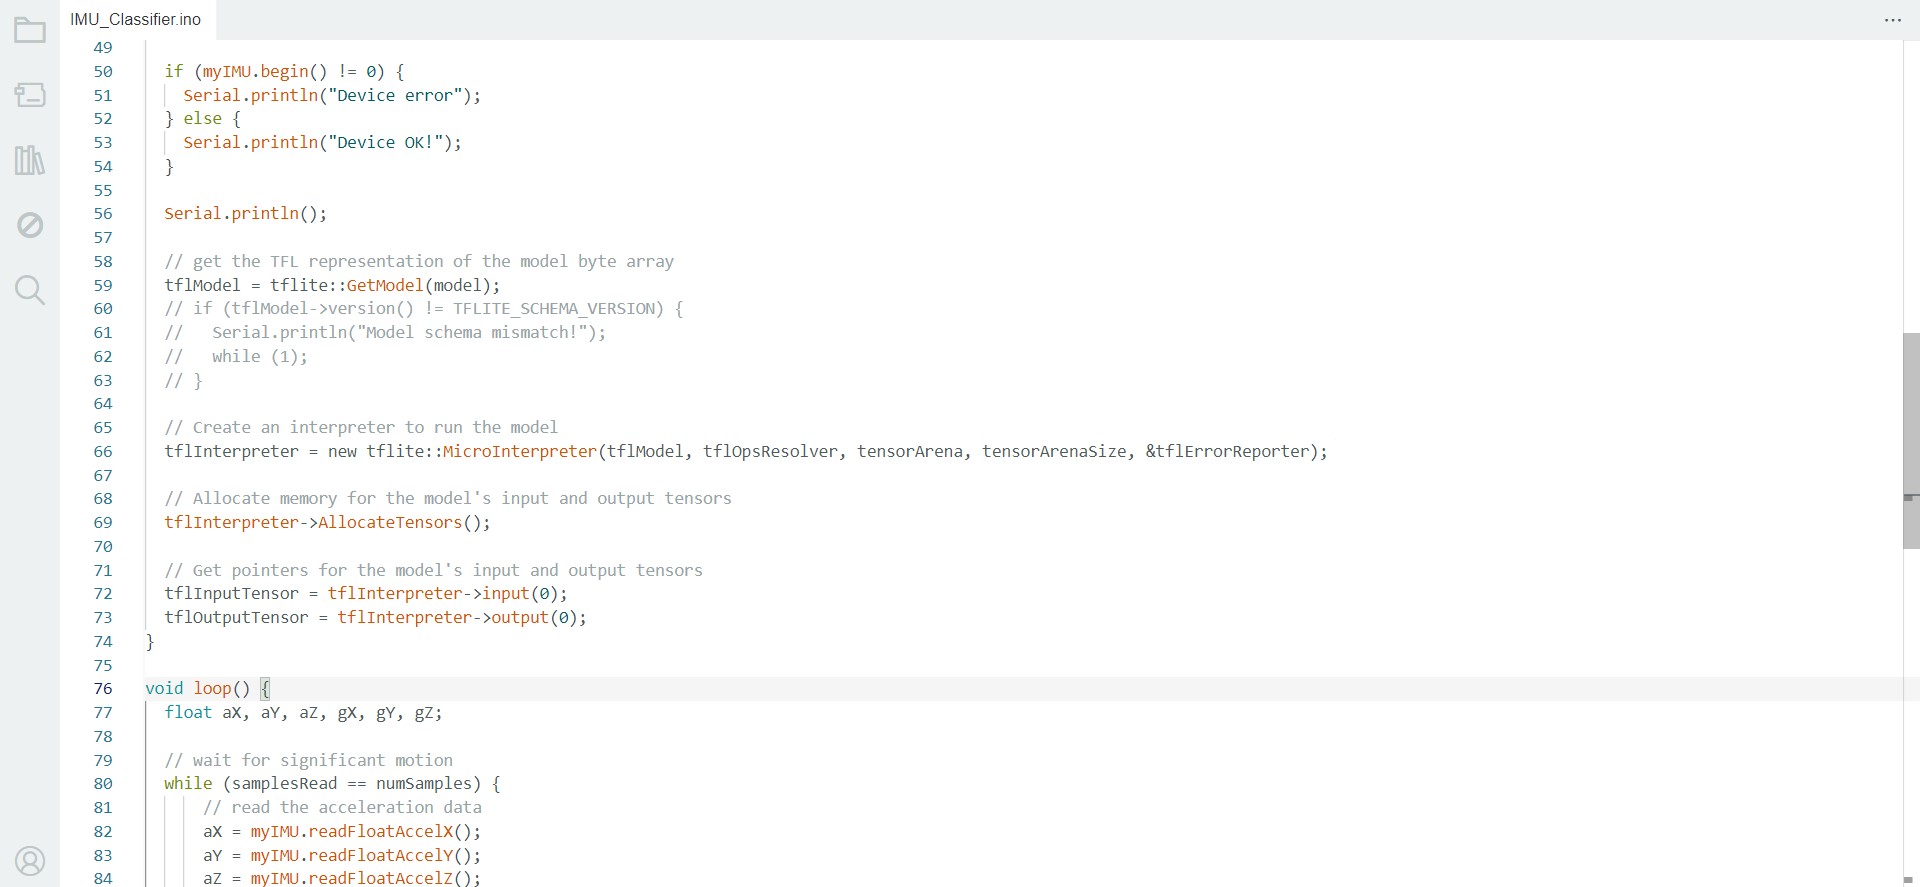 IMU_Classifier.ino
...
49
50 if (myIMU.begin() != 0) {
51 Serial.println("Device error");
52 } else {
53 Serial.println("Device OK!");
54 }
55
56 Serial.println();
57
58 // get the TFL representation of the model byte array
59 tflModel = tflite::GetModel(model);
60 // if (tflModel->version() != TFLITE_SCHEMA_VERSION) {
61 //   Serial.println("Model schema mismatch!");
62 //   while (1);
63 // }
64
65 // Create an interpreter to run the model
66 tflInterpreter = new tflite::MicroInterpreter(tflModel, tflOpsResolver, tensorArena, tensorArenaSize, &tflErrorReporter);
67
68 // Allocate memory for the model's input and output tensors
69 tflInterpreter->AllocateTensors();
70
71 // Get pointers for the model's input and output tensors
72 tflInputTensor = tflInterpreter->input(0);
73 tflOutputTensor = tflInterpreter->output(0);
74 }
75
76 void loop() {
77 float aX, aY, aZ, gX, gY, gZ;
78
79 // wait for significant motion
80 while (samplesRead == numSamples) {
81 // read the acceleration data
82 aX = myIMU.readFloatAccelX();
83 aY = myIMU.readFloatAccelY();
84 aZ = myIMU.readFloatAccelZ();